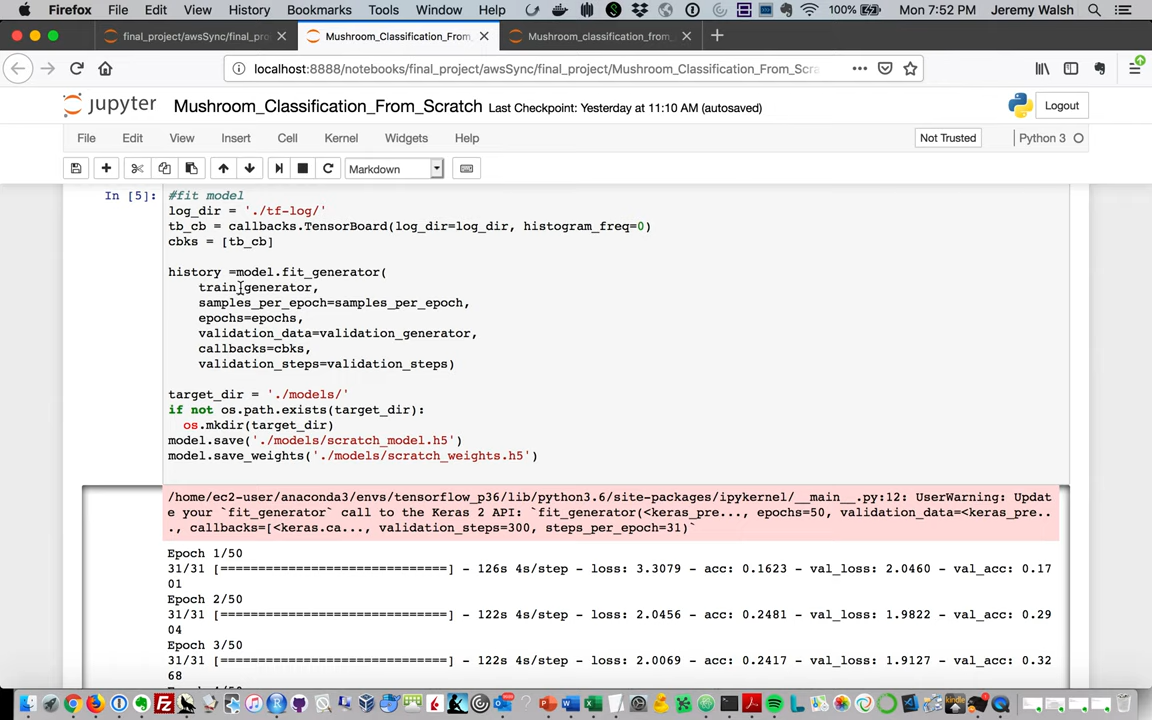 Firefox File Edit View History Bookmarks Tools Window Help 100% Mon 7:52 PM Jeremy Walsh
final_project/awsSync/final_pro Mushroom_Classification_From_ Mushroom_classification_from_
localhost:8888/notebooks/final_project/awsSync/final_project/Mushroom_Classification_From_Scra
jupyter Mushroom_Classification_From_Scratch Last Checkpoint: Yesterday at 11:10 AM (autosaved) Logout
File Edit View Insert Cell Kernel Widgets Help Not Trusted Python 3
Markdown
In [5]: #fit model
log_dir = './tf-log/'
tb_cb = callbacks.TensorBoard(log_dir=log_dir, histogram_freq=0)
cbks = [tb_cb]
history =model.fit_generator(
train_generator,
samples_per_epoch=samples_per_epoch,
epochs=epochs,
validation_data=validation_generator,
callbacks=cbks,
validation_steps=validation_steps)
target_dir = './models/'
if not os.path.exists(target_dir):
os.mkdir(target_dir)
model.save('./models/scratch_model.h5')
model.save_weights('./models/scratch_weights.h5')
/home/ec2-user/anaconda3/envs/tensorflow_p36/lib/python3.6/site-packages/ipykernel/__main__.py:12: UserWarning: Updat
e your `fit_generator` call to the Keras 2 API: `fit_generator(<keras_pre..., epochs=50, validation_data=<keras_pre..
., callbacks=[<keras.ca..., validation_steps=300, steps_per_epoch=31)`
Epoch 1/50
31/31 [==============================] - 126s 4s/step - loss: 3.3079 - acc: 0.1623 - val_loss: 2.0460 - val_acc: 0.17
01
Epoch 2/50
31/31 [==============================] - 122s 4s/step - loss: 2.0456 - acc: 0.2481 - val_loss: 1.9822 - val_acc: 0.29
04
Epoch 3/50
31/31 [==============================] - 122s 4s/step - loss: 2.0069 - acc: 0.2417 - val_loss: 1.9127 - val_acc: 0.32
68